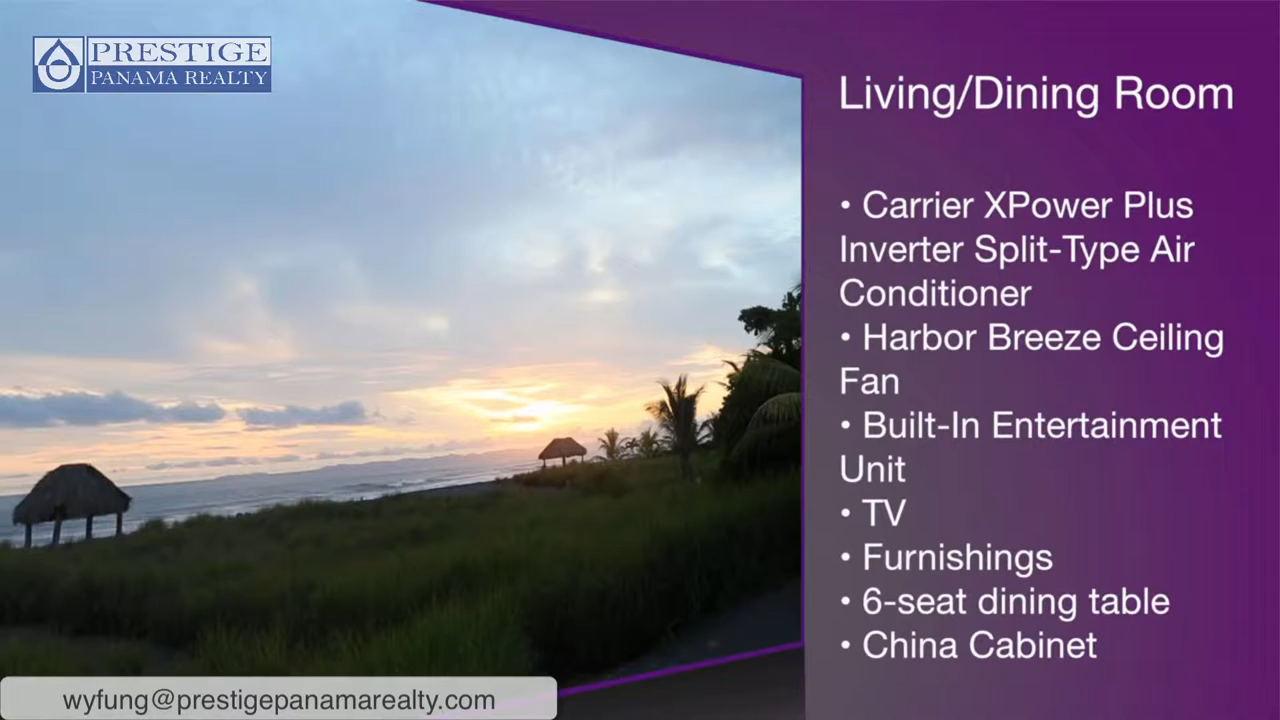 PRESTIGE
PANAMA REALTY
Living/Dining Room
• Carrier XPower Plus
Inverter Split-Type Air
Conditioner
• Harbor Breeze Ceiling
Fan
• Built-In Entertainment
Unit
• TV
• Furnishings
• 6-seat dining table
• China Cabinet
wyfung@prestigepanamarealty.com